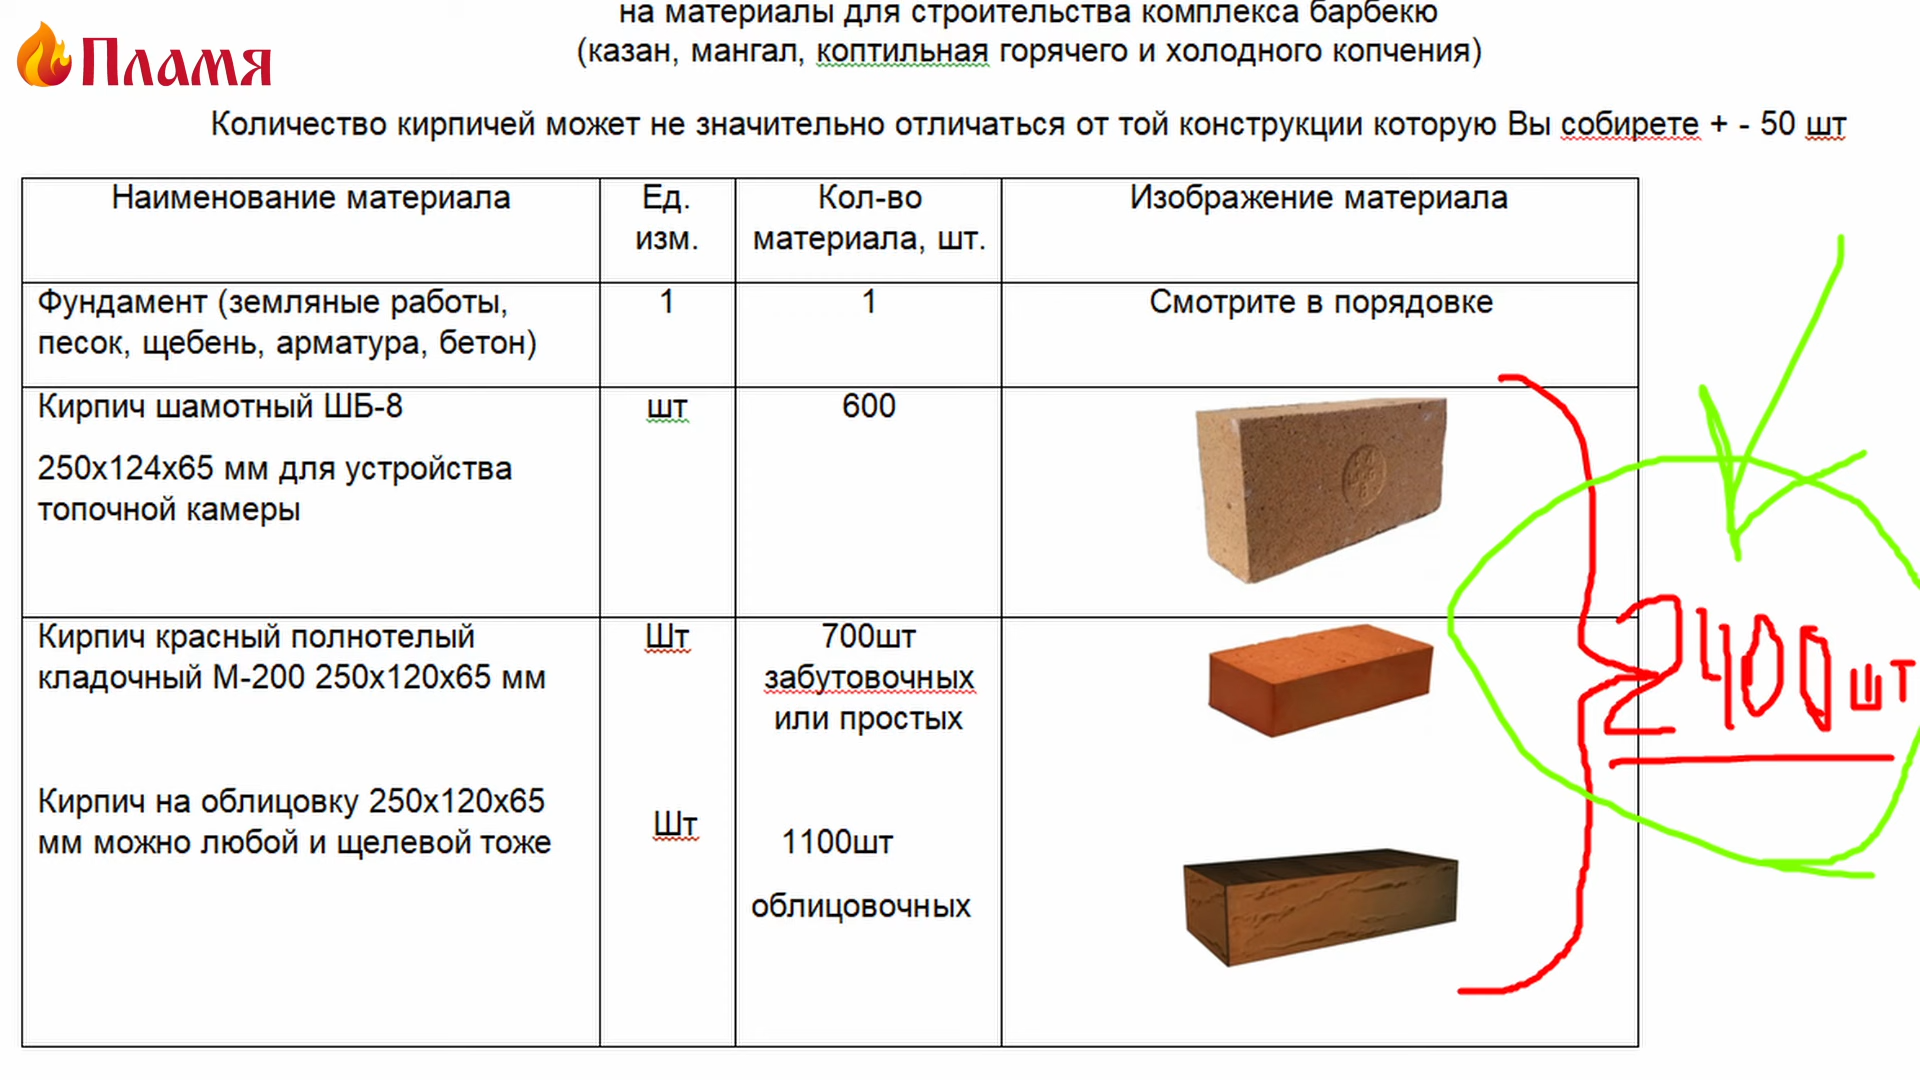 на материалы для строительства комплекса барбекю
Пламя
(казан, мангал, коптильная горячего и холодного копчения)
Количество кирпичей может не значительно отличаться от той конструкции которую Вы собирете + - 50 шт
Наименование материала
Ед.
изм.
Кол-во
материала, шт.
Изображение материала
Фундамент (земляные работы,
песок, щебень, арматура, бетон)
1
1
Смотрите в порядовке
Кирпич шамотный ШБ-8
250х124х65 мм для устройства
топочной камеры
шт
600
Кирпич красный полнотелый
кладочный М-200 250х120х65 мм
Шт
700шт
забутовочных
или простых
Кирпич на облицовку 250х120х65
мм можно любой и щелевой тоже
Шт
1100шт
облицовочных
2400 шт